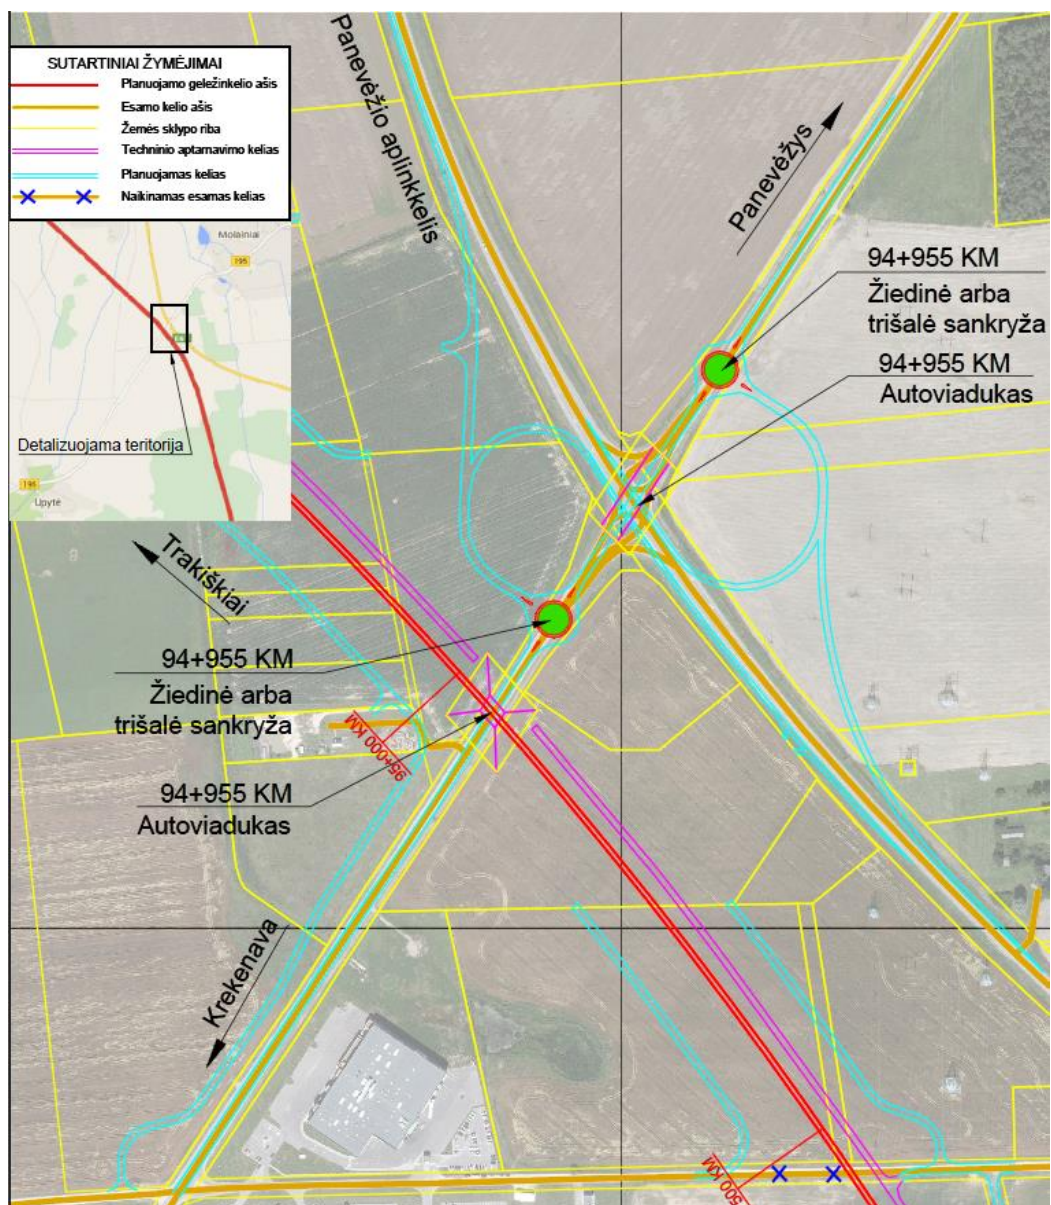 SUTARTINIAI ŽYMĖJIMAI
Planuojamo geležinkelio ašis
Esamo kelio ašis
Žemės sklypo riba
Techninio aptarnavimo kelias
Planuojamas kelias
Naikinamas esamas kelias
Molainiai
195
Detalizuojama teritorija
195
Upytė
Panevėžio aplinkkelis
Panevėžys
94+955 KM
Žiedinė arba
trišalė sankryža
94+955 KM
Autoviadukas
Trakiškiai
94+955 KM
Žiedinė arba
trišalė sankryža
95+000 KM
94+955 KM
Autoviadukas
Krekenava
500 KM